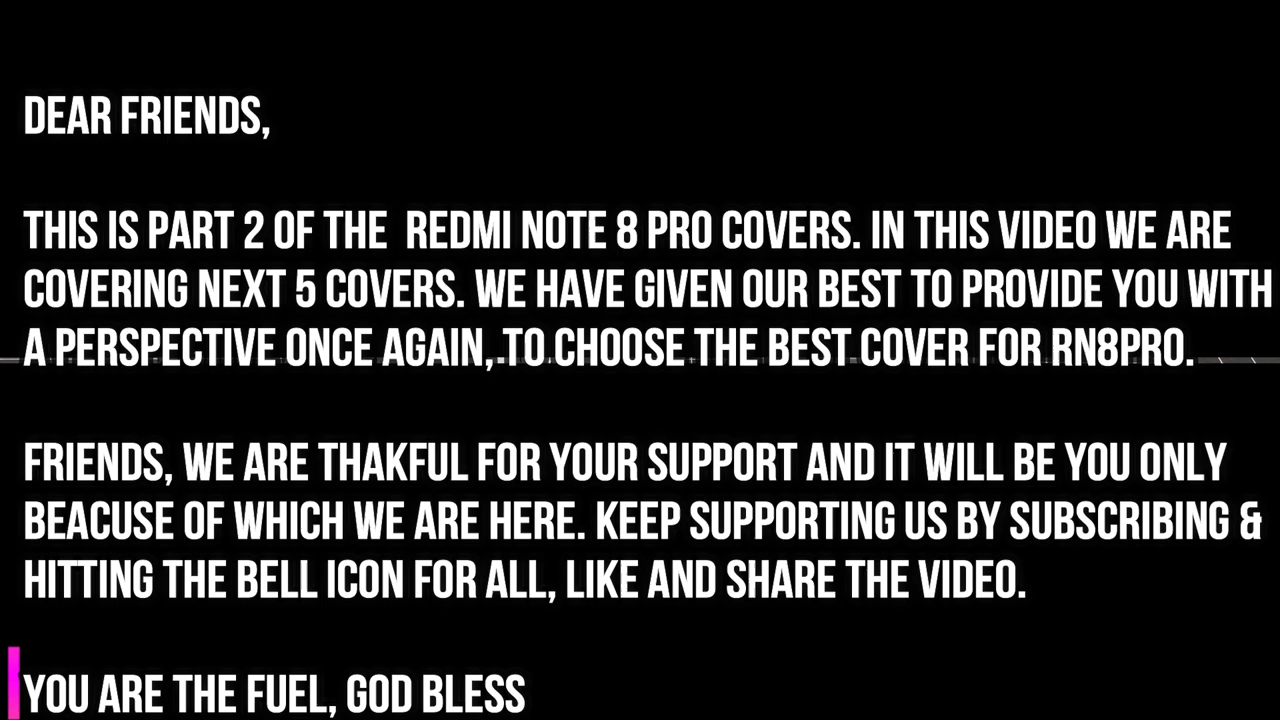 DEAR FRIENDS,
THIS IS PART 2 OF THE  REDMI NOTE 8 PRO COVERS. IN THIS VIDEO WE ARE
COVERING NEXT 5 COVERS. WE HAVE GIVEN OUR BEST TO PROVIDE YOU WITH
A PERSPECTIVE ONCE AGAIN, TO CHOOSE THE BEST COVER FOR RN8PRO.
FRIENDS, WE ARE THAKFUL FOR YOUR SUPPORT AND IT WILL BE YOU ONLY
BEACUSE OF WHICH WE ARE HERE. KEEP SUPPORTING US BY SUBSCRIBING &
HITTING THE BELL ICON FOR ALL, LIKE AND SHARE THE VIDEO.
YOU ARE THE FUEL, GOD BLESS